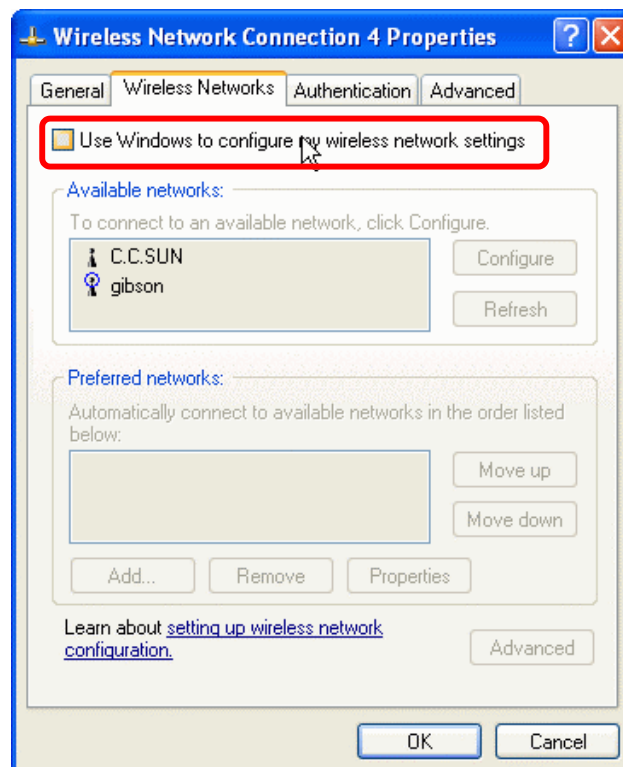 Wireless Network Connection 4 Properties
General Wireless Networks Authentication Advanced
Use Windows to configure my wireless network settings
Available networks:
To connect to an available network, click Configure.
C.C.SUN
gibson
Configure
Refresh
Preferred networks:
Automatically connect to available networks in the order listed
below:
Move up
Move down
Add... Remove Properties
Learn about setting up wireless network
configuration.
Advanced
OK Cancel